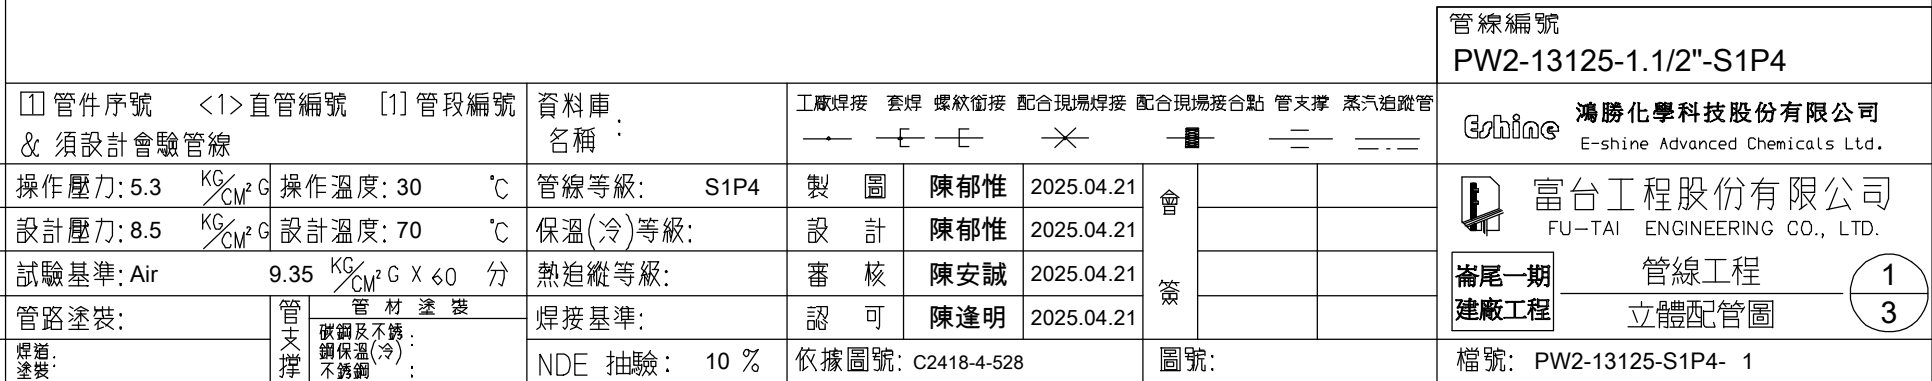 管線編號
PW2-13125-1.1/2"-S1P4
1 管件序號 <1>直管編號 [1] 管段編號
& 須設計會驗管線
資料庫
名稱 :
工廠焊接 套焊 螺紋銜接 配合現場焊接 配合現場接合點 管支撐 蒸汽追蹤管
Eshine 鴻勝化學科技股份有限公司
E-shine Advanced Chemicals Ltd.
操作壓力: 5.3 KG/CM² G 操作溫度: 30 °C 管線等級: S1P4 製圖 陳郁惟 2025.04.21
設計壓力: 8.5 KG/CM² G 設計溫度: 70 °C 保溫(冷)等級: 設計 陳郁惟 2025.04.21
試驗基準: Air 9.35 KG/CM² G X 60 分 熱追縱等級: 審核 陳安誠 2025.04.21
管路塗裝: 焊接基準: 認可 陳逢明 2025.04.21
會簽
富台工程股份有限公司
FU-TAI ENGINEERING CO., LTD.
崙尾一期
建廠工程
管線工程
立體配管圖
1
3
焊道
塗裝:
管支撐
管材塗裝
碳鋼及不銹
鋼保溫(冷) :
不銹鋼 :
NDE 抽驗: 10 % 依據圖號: C2418-4-528 圖號: 檔號: PW2-13125-S1P4- 1